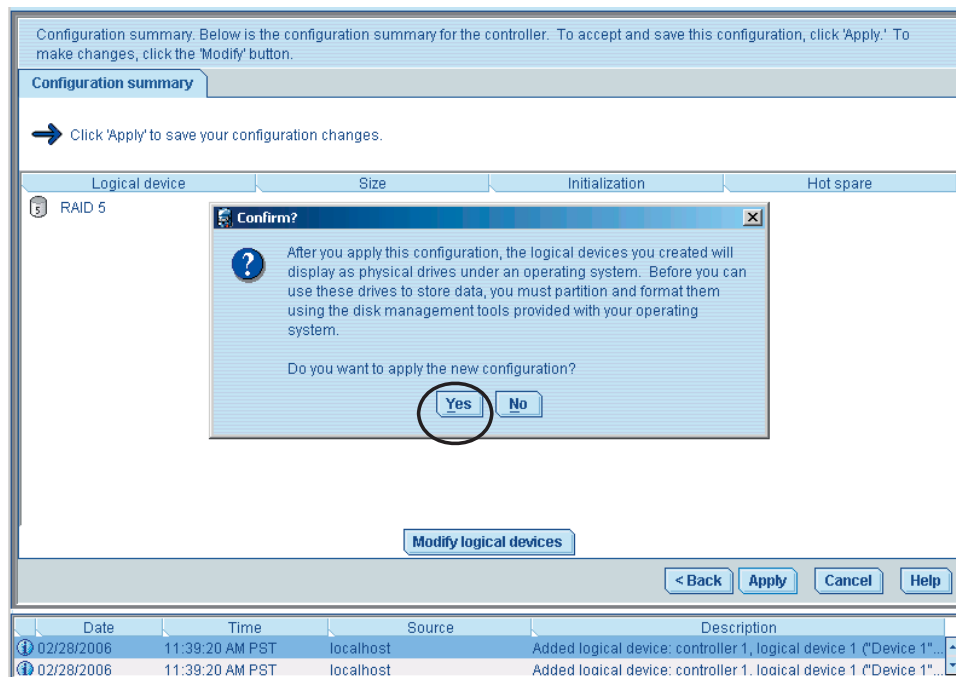 Configuration summary. Below is the configuration summary for the controller. To accept and save this configuration, click 'Apply.' To
make changes, click the 'Modify' button.
Configuration summary
Click 'Apply' to save your configuration changes.
Logical device Size Initialization Hot spare
5 RAID 5
Confirm?
After you apply this configuration, the logical devices you created will
display as physical drives under an operating system. Before you can
use these drives to store data, you must partition and format them
using the disk management tools provided with your operating
system.
Do you want to apply the new configuration?
Yes No
Modify logical devices
< Back Apply Cancel Help
Date Time Source Description
02/28/2006 11:39:20 AM PST localhost Added logical device: controller 1, logical device 1 ("Device 1"...
02/28/2006 11:39:20 AM PST localhost Added logical device: controller 1, logical device 1 ("Device 1"...